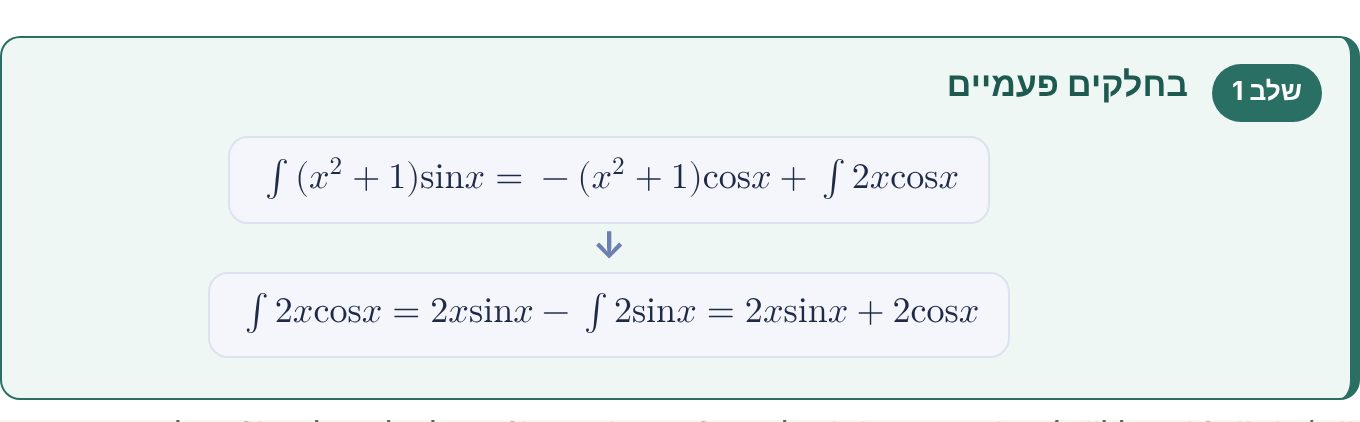 שלב 1 בחלקים פעמיים
∫ (x² + 1)sinx = − (x² + 1)cosx + ∫ 2xcosx
↓
∫ 2xcosx = 2xsinx − ∫ 2sinx = 2xsinx + 2cosx